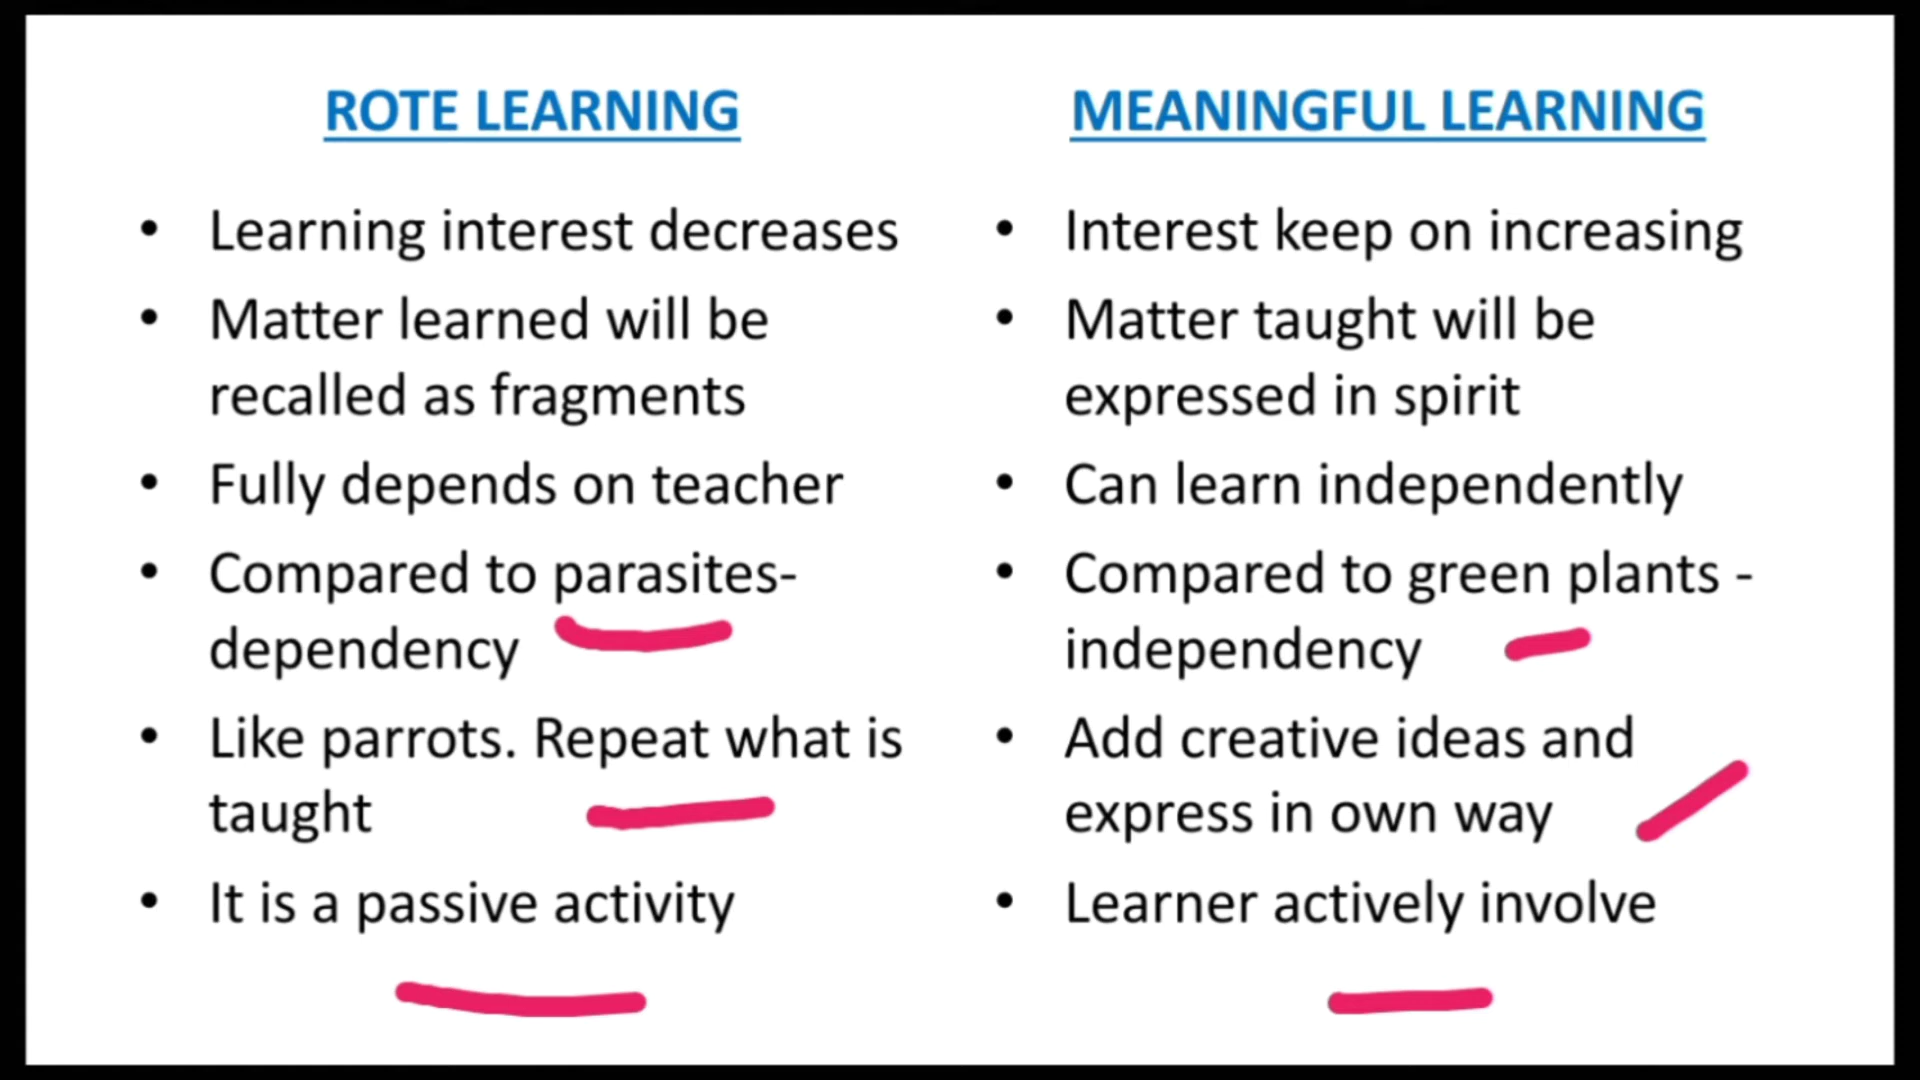 ROTE LEARNING
• Learning interest decreases
• Matter learned will be
recalled as fragments
• Fully depends on teacher
• Compared to parasites-
dependency
• Like parrots. Repeat what is
taught
• It is a passive activity
MEANINGFUL LEARNING
• Interest keep on increasing
• Matter taught will be
expressed in spirit
• Can learn independently
• Compared to green plants -
independency
• Add creative ideas and
express in own way
• Learner actively involve